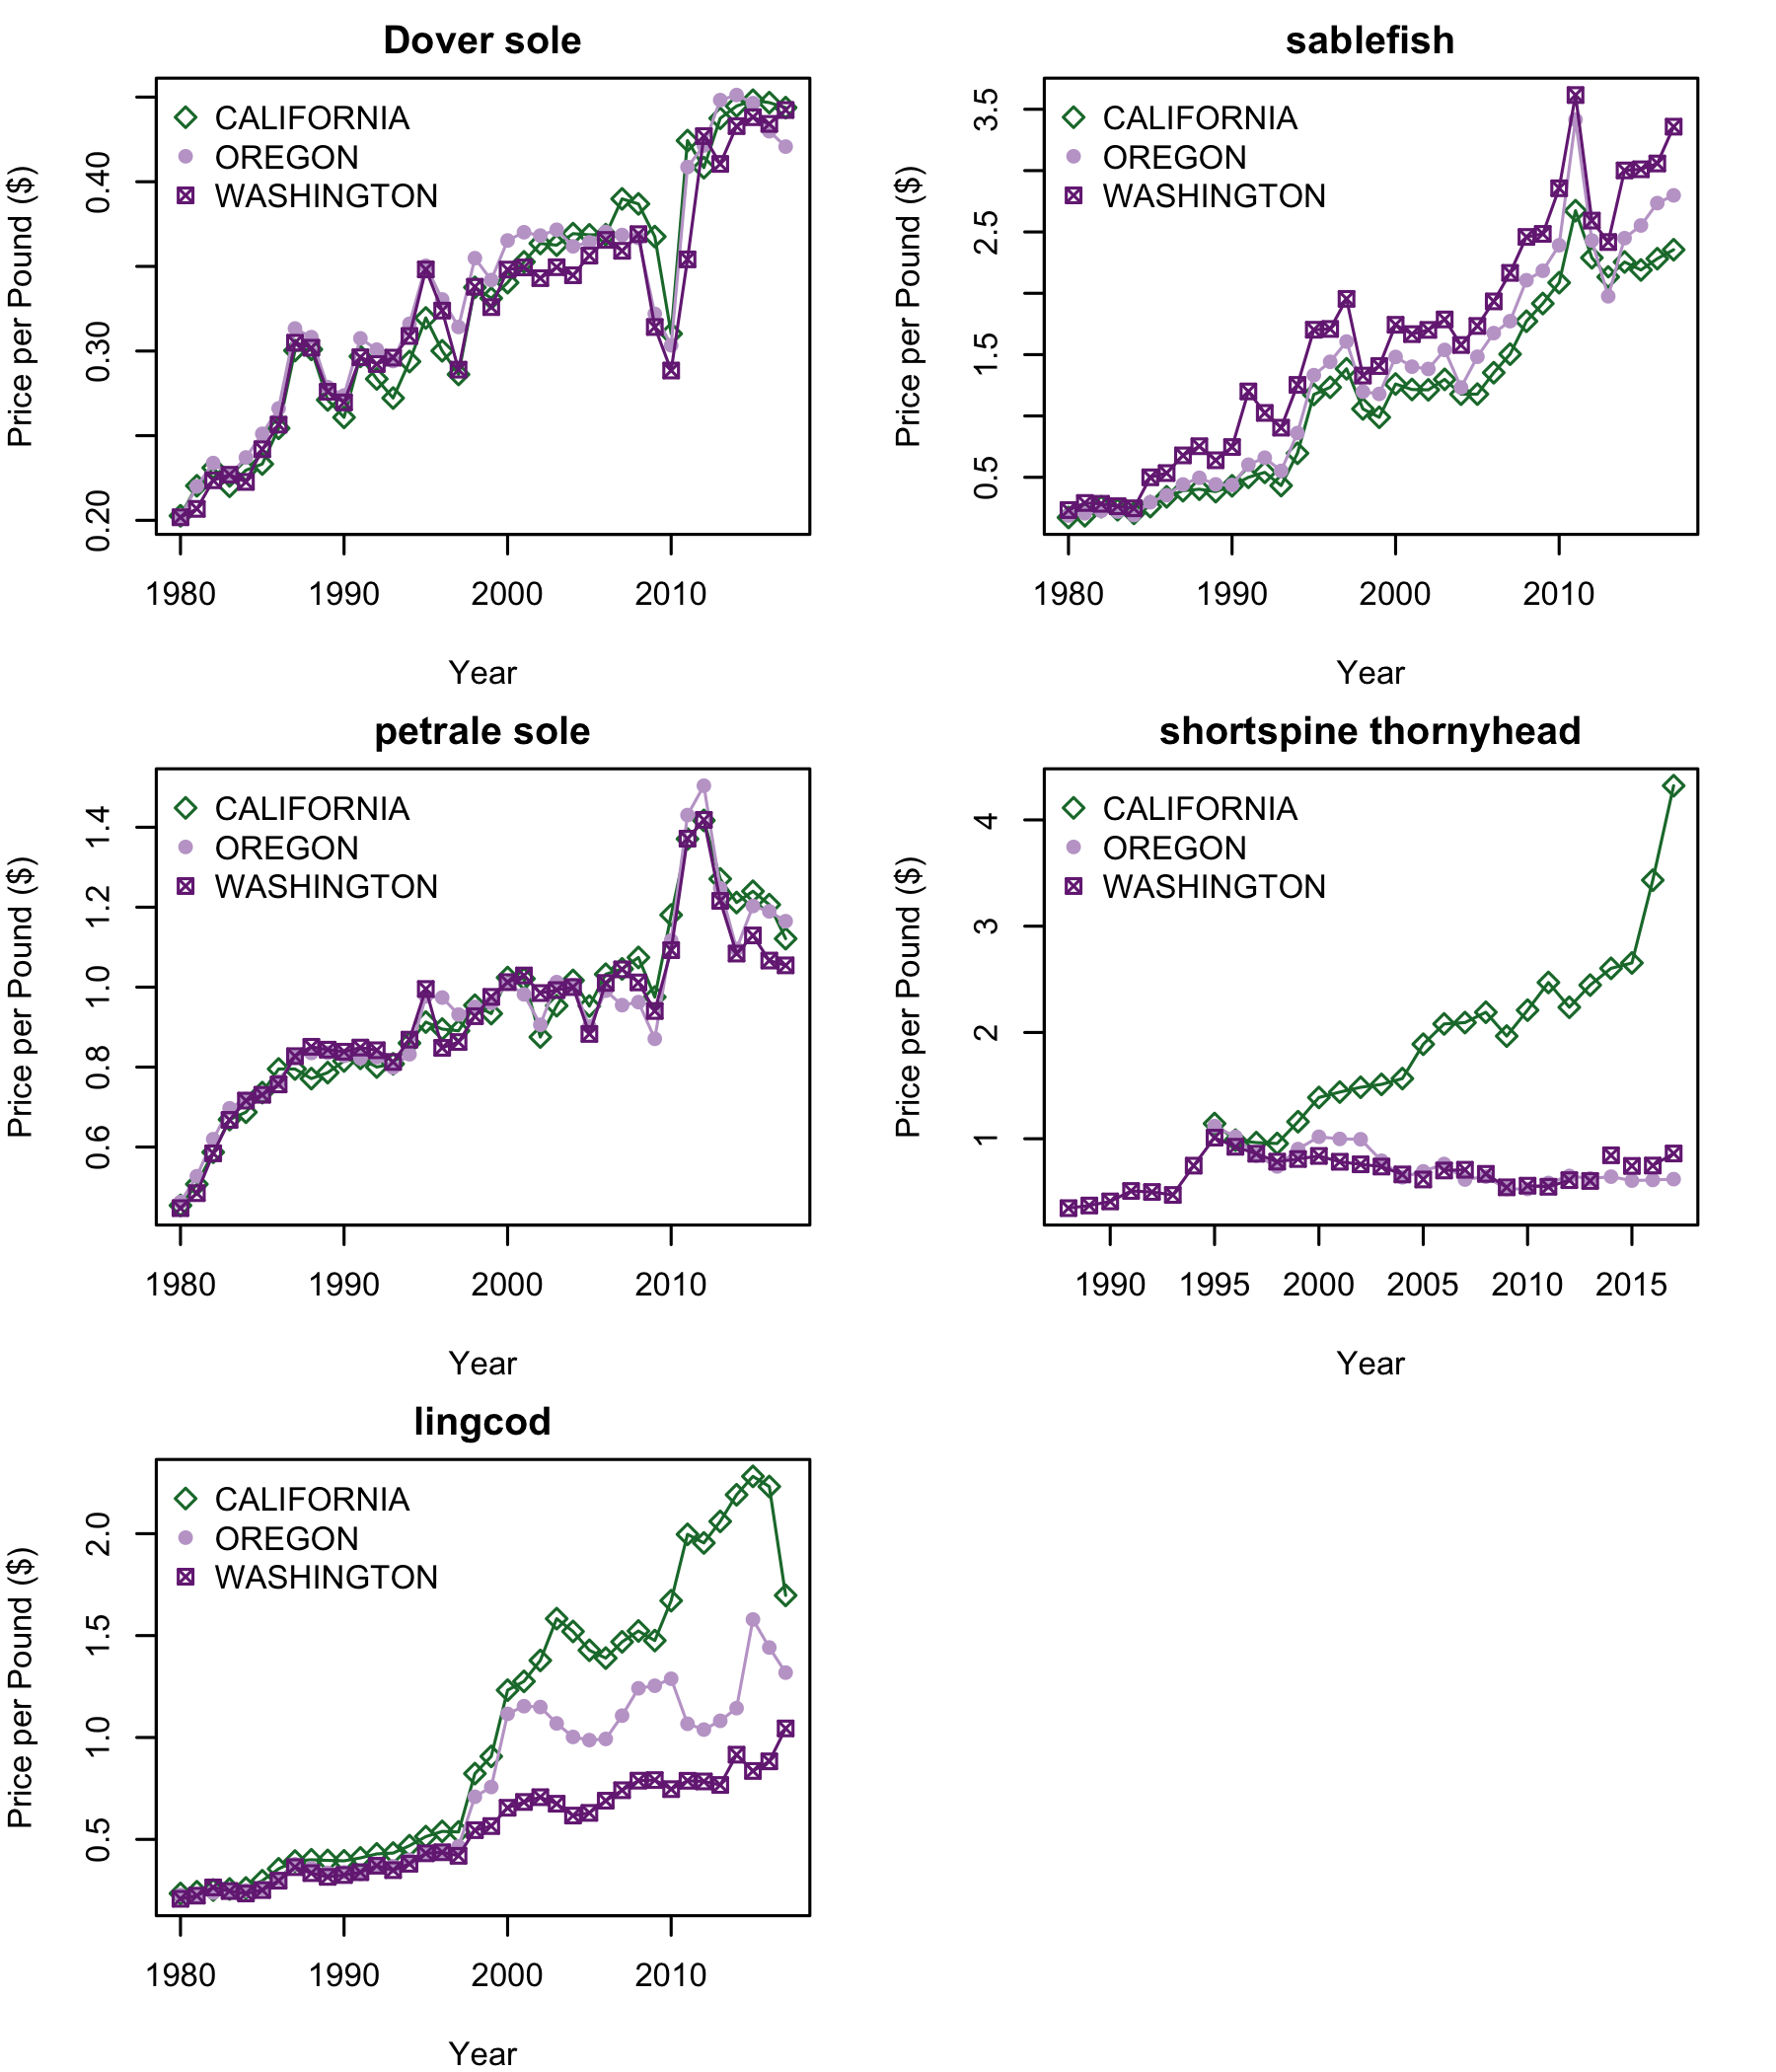 Dover sole
CALIFORNIA
OREGON
WASHINGTON
Price per Pound ($)
0.20
0.30
0.40
1980 1990 2000 2010
Year
sablefish
CALIFORNIA
OREGON
WASHINGTON
Price per Pound ($)
0.5
1.5
2.5
3.5
1980 1990 2000 2010
Year
petrale sole
CALIFORNIA
OREGON
WASHINGTON
Price per Pound ($)
0.6
0.8
1.0
1.2
1.4
1980 1990 2000 2010
Year
shortspine thornyhead
CALIFORNIA
OREGON
WASHINGTON
Price per Pound ($)
1
2
3
4
1990 1995 2000 2005 2010 2015
Year
lingcod
CALIFORNIA
OREGON
WASHINGTON
Price per Pound ($)
0.5
1.0
1.5
2.0
1980 1990 2000 2010
Year